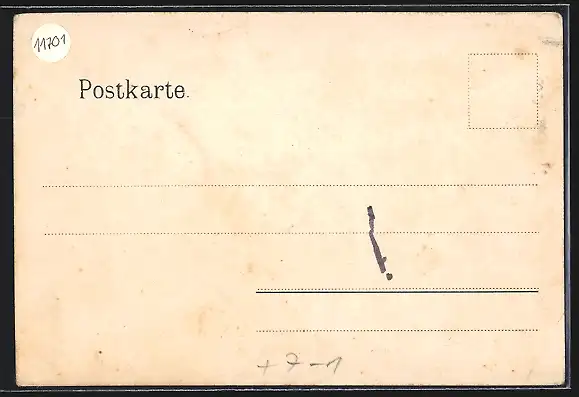 11701
Postkarte.
+ 7 - 1